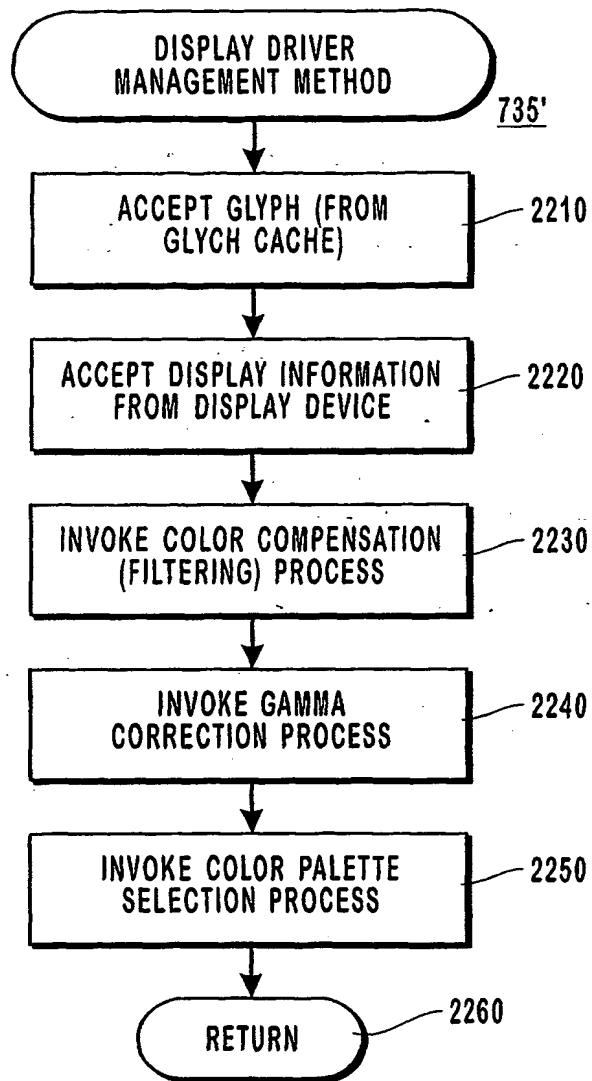 DISPLAY DRIVER
MANAGEMENT METHOD
735'
ACCEPT GLYPH (FROM
GLYCH CACHE)
2210
ACCEPT DISPLAY INFORMATION
FROM DISPLAY DEVICE
2220
INVOKE COLOR COMPENSATION
(FILTERING) PROCESS
2230
INVOKE GAMMA
CORRECTION PROCESS
2240
INVOKE COLOR PALETTE
SELECTION PROCESS
2250
RETURN
2260